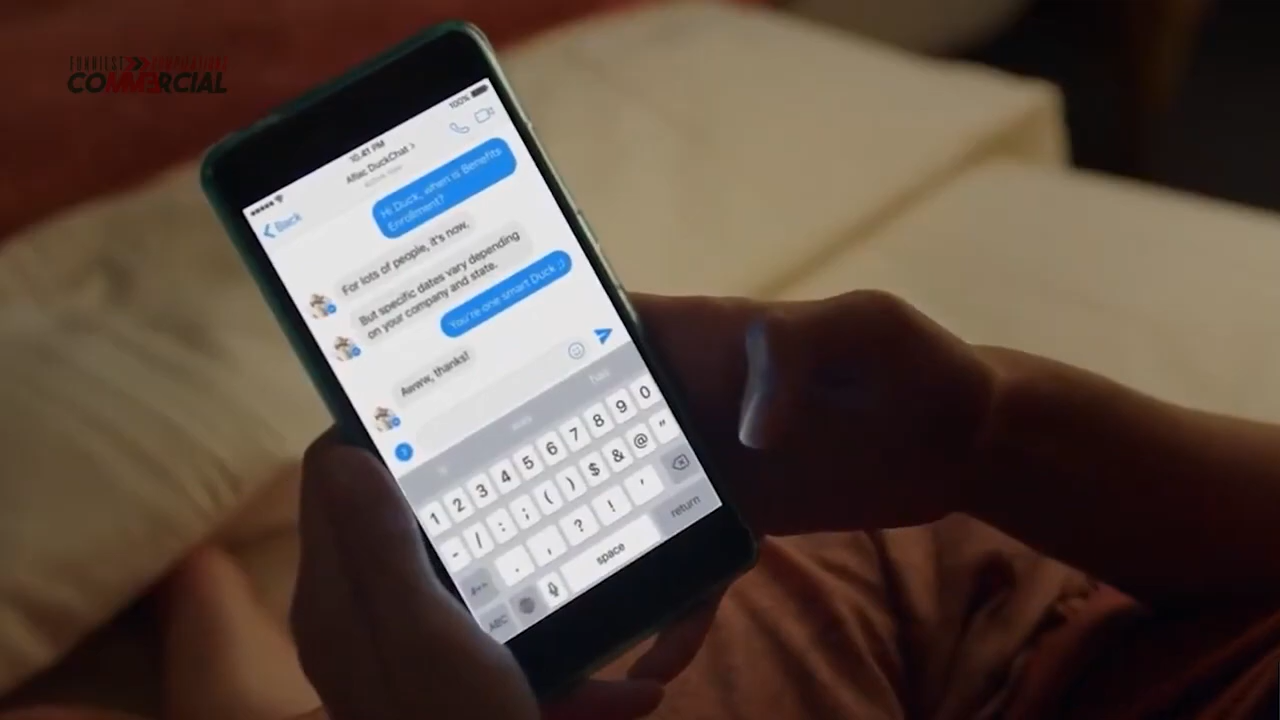 FUNNIEST
COMMERCIAL
100%
10:41 PM
Aflac DuckChat >
Back
Hi Duck, when is Benefits
Enrollment?
For lots of people, it's now.
But specific dates vary depending
on your company and state.
You're one smart Duck :)
Awww, thanks!
1 2 3 4 5 6 7 8 9 0
- / : ; ( ) $ & @ "
. , ? ! '
ABC space return